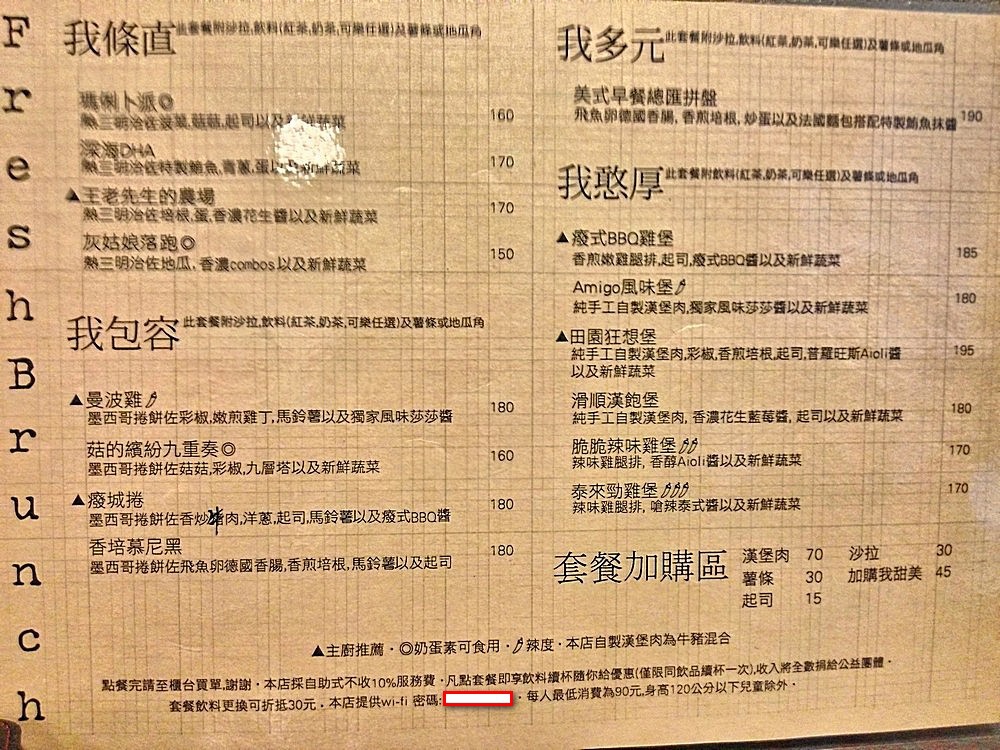 Fresh Brunch
我條直 此套餐附沙拉,飲料(紅茶,奶茶,可樂任選)及薯條或地瓜角
瑪喇卜派◎
熱三明治佐菠菜,菇菇,起司以及新鮮蔬菜 160
深海DHA
熱三明治佐特製鮪魚,青蔥,蛋以及新鮮蔬菜 170
▲王老先生的農場
熱三明治佐培根,蛋,香濃花生醬以及新鮮蔬菜 170
灰姑娘落跑◎
熱三明治佐地瓜,香濃combos以及新鮮蔬菜 150
我包容 此套餐附沙拉,飲料(紅茶,奶茶,可樂任選)及薯條或地瓜角
▲曼波雞
墨西哥捲餅佐彩椒,嫩煎雞丁,馬鈴薯以及獨家風味莎莎醬 180
菇的繽紛九重奏◎
墨西哥捲餅佐菇菇,彩椒,九層塔以及新鮮蔬菜 160
▲廢城捲
墨西哥捲餅佐香炒牛肉,洋蔥,起司,馬鈴薯以及廢式BBQ醬 180
香培慕尼黑
墨西哥捲餅佐飛魚卵德國香腸,香煎培根,馬鈴薯以及起司 180
我多元 此套餐附沙拉,飲料(紅茶,奶茶,可樂任選)及薯條或地瓜角
美式早餐總匯拼盤
飛魚卵德國香腸,香煎培根,炒蛋以及法國麵包搭配特製鮪魚抹醬 190
我憨厚 此套餐附飲料(紅茶,奶茶,可樂任選)及薯條或地瓜角
▲廢式BBQ雞堡
香煎嫩雞腿排,起司,廢式BBQ醬以及新鮮蔬菜 185
Amigo風味堡
純手工自製漢堡肉,獨家風味莎莎醬以及新鮮蔬菜 180
▲田園狂想堡
純手工自製漢堡肉,彩椒,香煎培根,起司,普羅旺斯Aioli醬 195
以及新鮮蔬菜
滑順漢飽堡
純手工自製漢堡肉,香濃花生藍莓醬,起司以及新鮮蔬菜 180
脆脆辣味雞堡
辣味雞腿排,香醇Aioli醬以及新鮮蔬菜 170
泰來勁雞堡
辣味雞腿排,嗆辣泰式醬以及新鮮蔬菜 170
套餐加購區
漢堡肉 70 沙拉 30
薯條 30 加購我甜美 45
起司 15
▲主廚推薦・◎奶蛋素可食用・辣度・本店自製漢堡肉為牛豬混合
點餐完請至櫃台買單,謝謝・本店採自助式不收10%服務費・凡點套餐即享飲料續杯隨你給優惠(僅限同飲品續杯一次),收入將全數捐給公益團體・
套餐飲料更換可折抵30元・本店提供wi-fi 密碼:・每人最低消費為90元,身高120公分以下兒童除外・